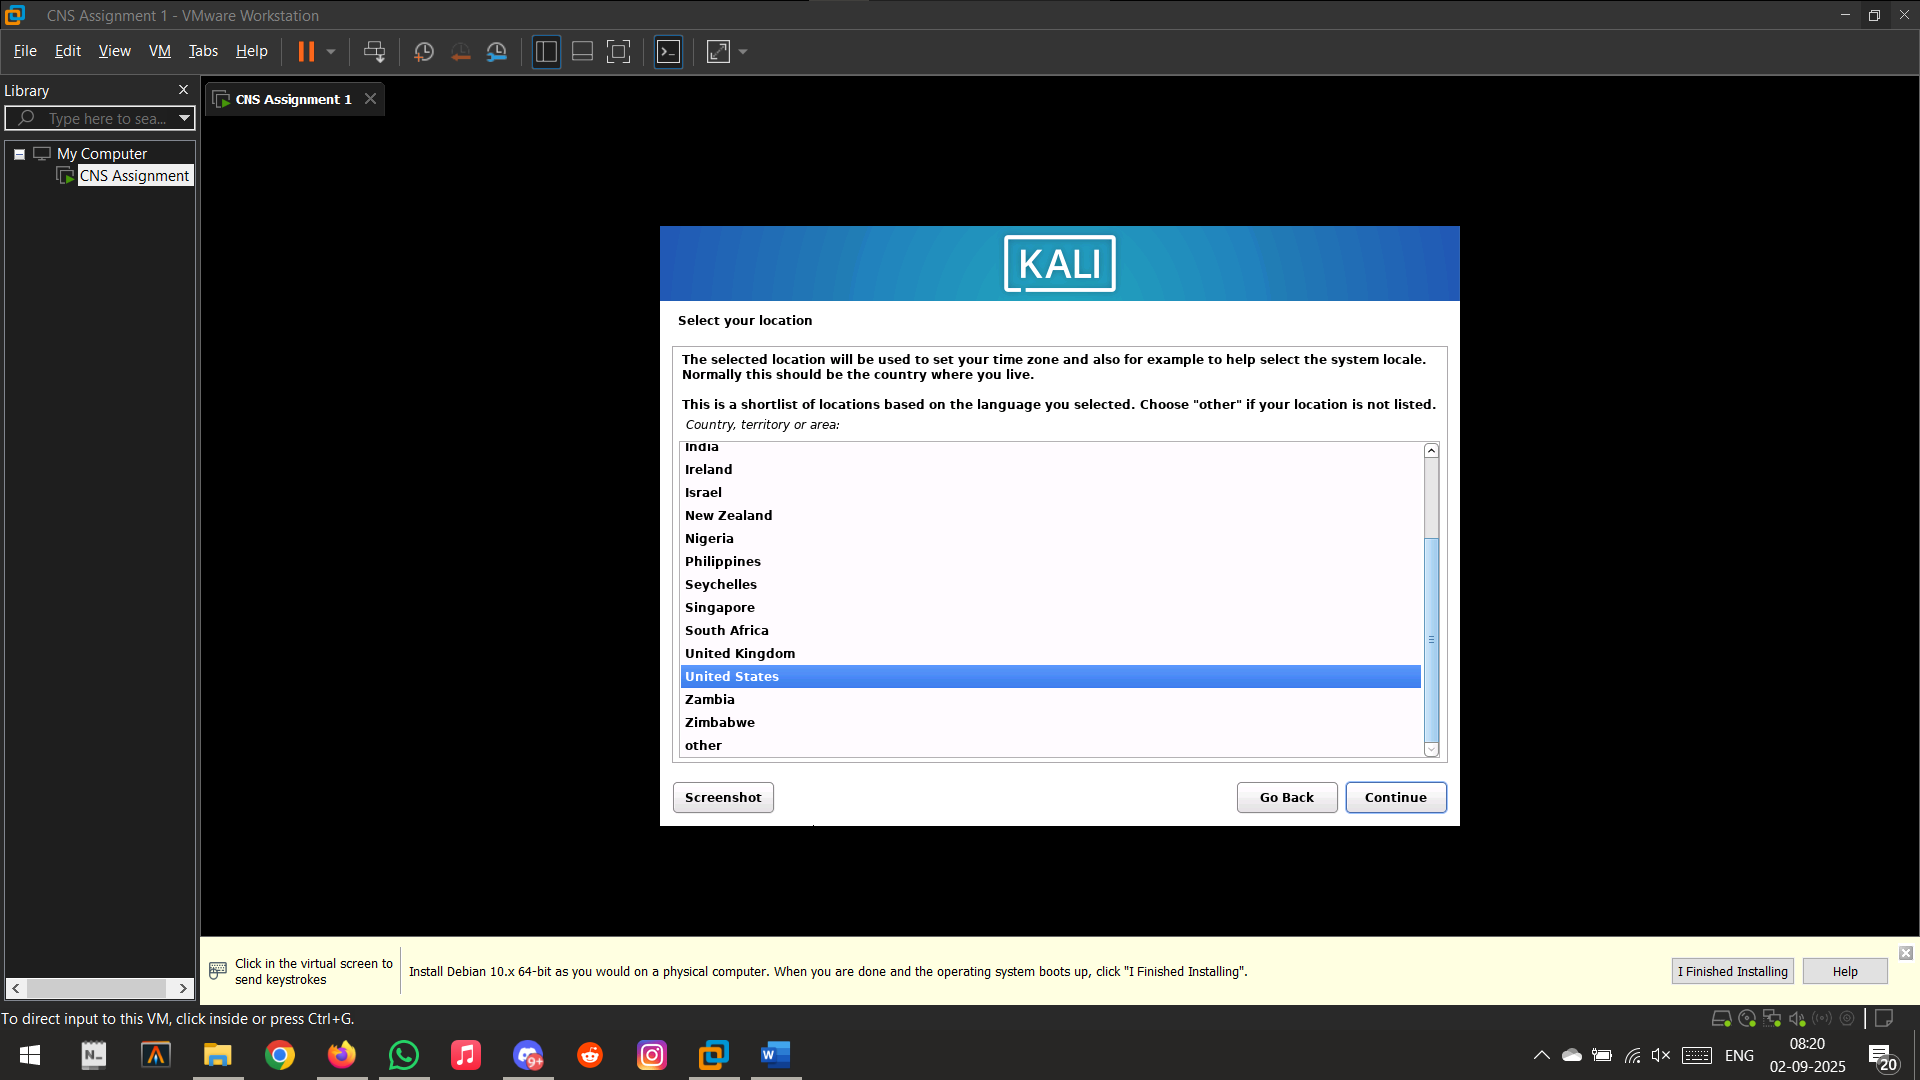 CNS Assignment 1 - VMware Workstation
File Edit View VM Tabs Help
Library
Type here to sea...
My Computer
CNS Assignment
CNS Assignment 1
KALI
Select your location
The selected location will be used to set your time zone and also for example to help select the system locale.
Normally this should be the country where you live.
This is a shortlist of locations based on the language you selected. Choose "other" if your location is not listed.
Country, territory or area:
India
Ireland
Israel
New Zealand
Nigeria
Philippines
Seychelles
Singapore
South Africa
United Kingdom
United States
Zambia
Zimbabwe
other
Screenshot
Go Back
Continue
Click in the virtual screen to
send keystrokes
Install Debian 10.x 64-bit as you would on a physical computer. When you are done and the operating system boots up, click "I Finished Installing".
I Finished Installing
Help
To direct input to this VM, click inside or press Ctrl+G.
N_
9+
W
ENG
08:20
02-09-2025
20